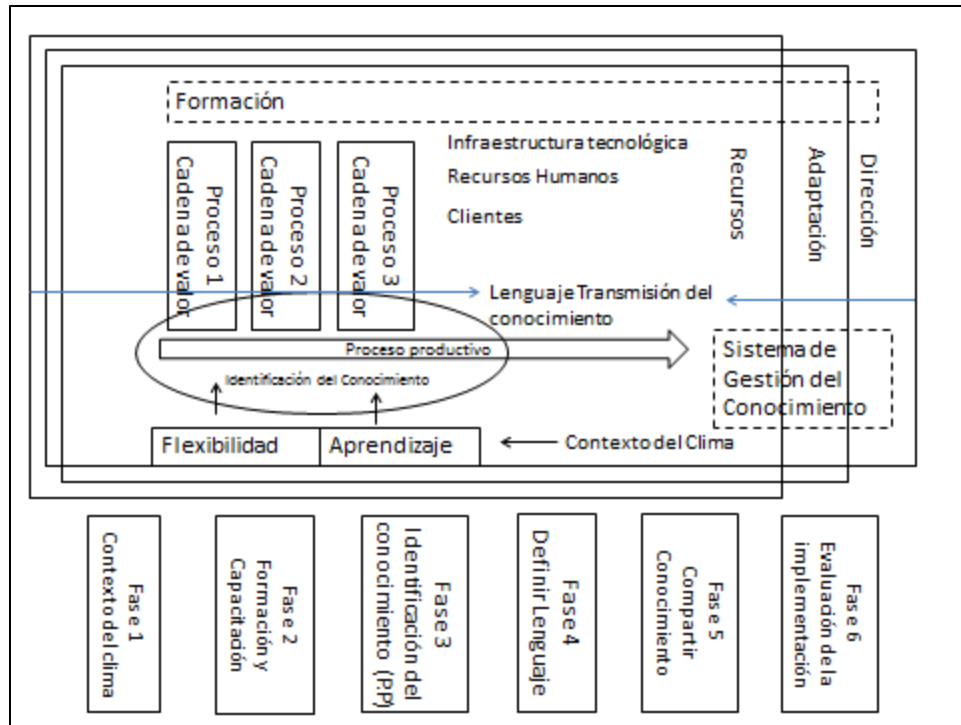 Formación
Proceso 1
Cadena de valor
Proceso 2
Cadena de valor
Proceso 3
Cadena de valor
Infraestructura tecnológica
Recursos Humanos
Clientes
Recursos
Adaptación
Dirección
Lenguaje Transmisión del
conocimiento
Proceso productivo
Identificación del Conocimiento
Sistema de
Gestión del
Conocimiento
Flexibilidad
Aprendizaje
Contexto del Clima
Fase 1
Contexto del clima
Fase 2
Formación y
Capacitación
Fase 3
Identificación del
conocimiento (P.P)
Fase 4
Definir Lenguaje
Fase 5
Compartir
Conocimiento
Fase 6
Evaluación de la
implementación